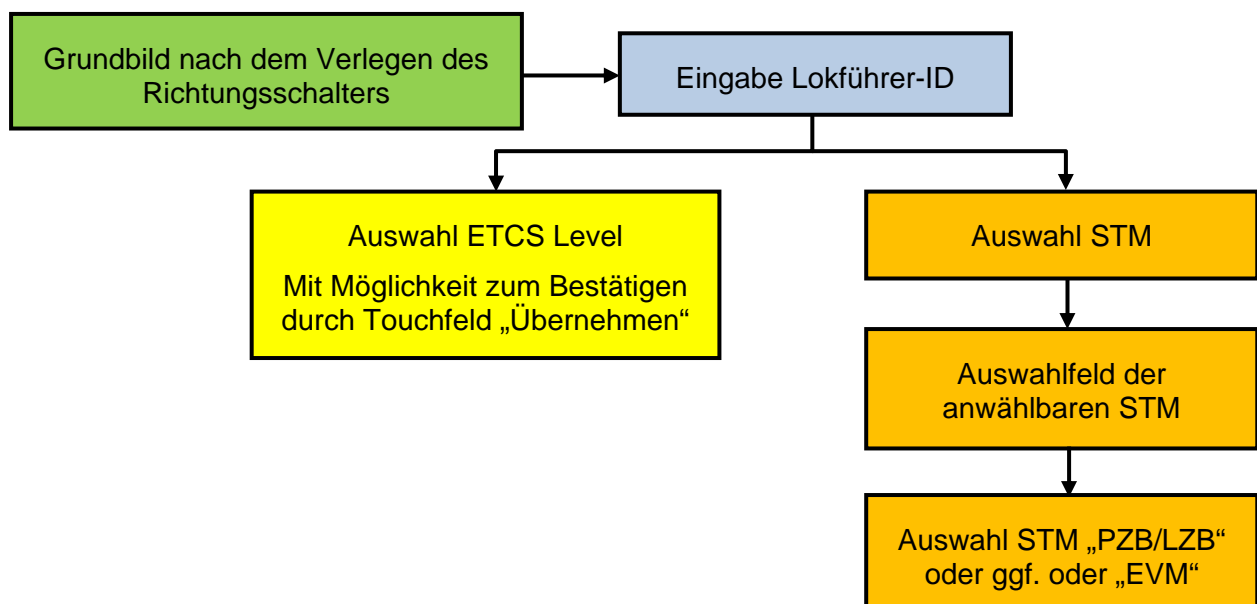 Grundbild nach dem Verlegen des
Richtungsschalters
Eingabe Lokführer-ID
Auswahl ETCS Level
Mit Möglichkeit zum Bestätigen
durch Touchfeld „Übernehmen“
Auswahl STM
Auswahlfeld der
anwählbaren STM
Auswahl STM „PZB/LZB“
oder ggf. oder „EVM“